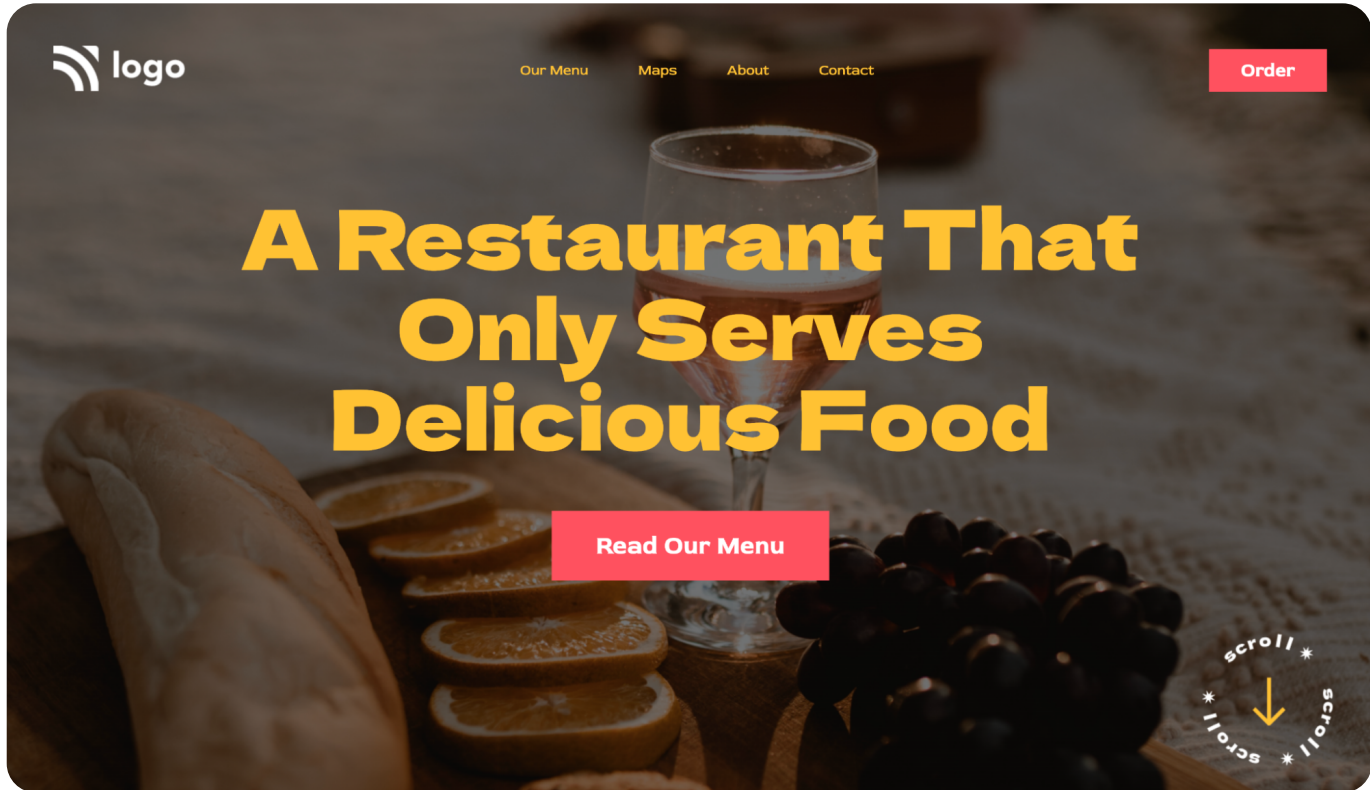 logo
Our Menu
Maps
About
Contact
Order
A Restaurant That
Only Serves
Delicious Food
Read Our Menu
scroll * scroll * scroll *